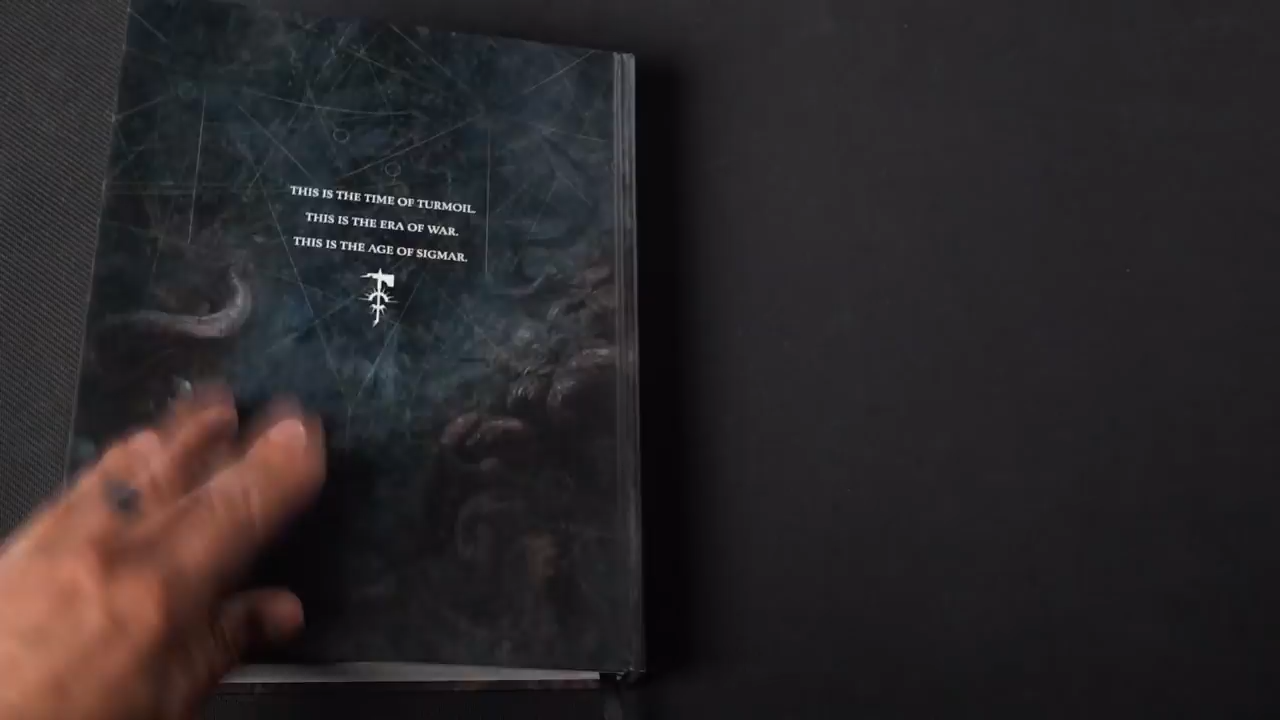 THIS IS THE TIME OF TURMOIL.
THIS IS THE ERA OF WAR.
THIS IS THE AGE OF SIGMAR.